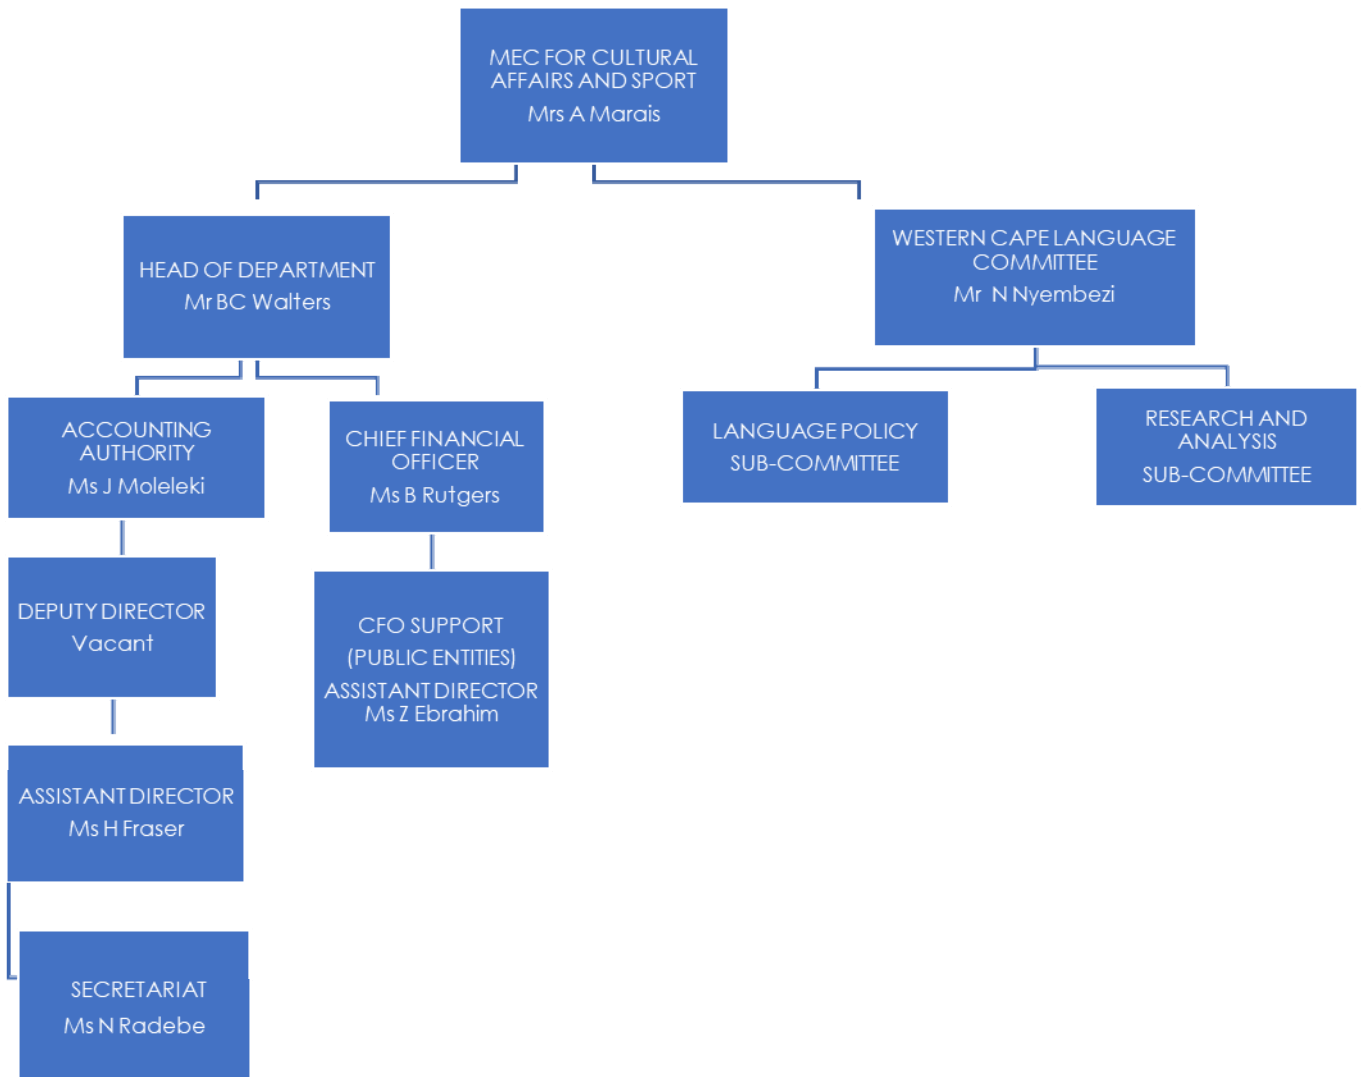 MEC FOR CULTURAL
AFFAIRS AND SPORT
Mrs A Marais
HEAD OF DEPARTMENT
Mr BC Walters
WESTERN CAPE LANGUAGE
COMMITTEE
Mr N Nyembezi
ACCOUNTING
AUTHORITY
Ms J Moleleki
CHIEF FINANCIAL
OFFICER
Ms B Rutgers
LANGUAGE POLICY
SUB-COMMITTEE
RESEARCH AND
ANALYSIS
SUB-COMMITTEE
DEPUTY DIRECTOR
Vacant
CFO SUPPORT
(PUBLIC ENTITIES)
ASSISTANT DIRECTOR
Ms Z Ebrahim
ASSISTANT DIRECTOR
Ms H Fraser
SECRETARIAT
Ms N Radebe